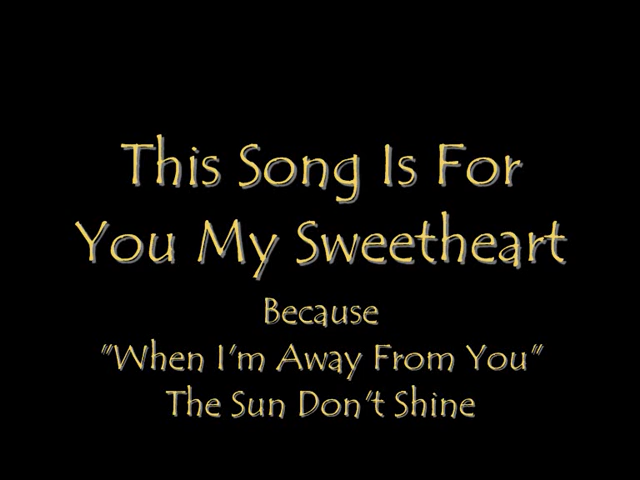 This Song Is For
You My Sweetheart
Because
"When I'm Away From You"
The Sun Don't Shine